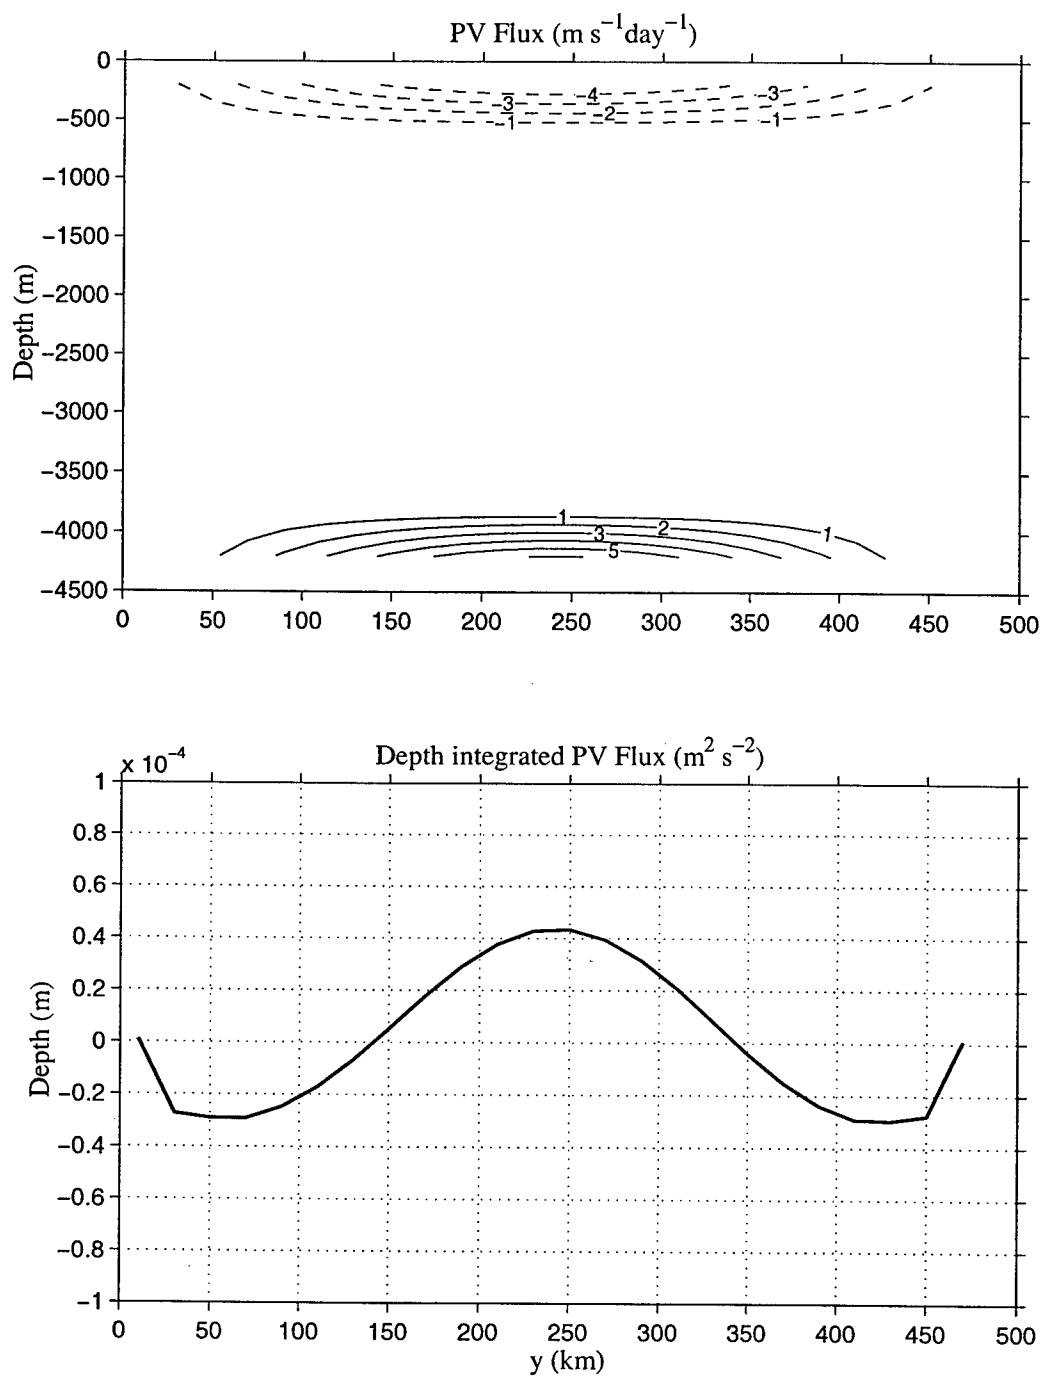 PV Flux (m s⁻¹day⁻¹)
0
−500
−1000
−1500
−2000
−2500
−3000
−3500
−4000
−4500
Depth (m)
−4 −3
−3 −2
−1 −1
1 2 1
3
5
0 50 100 150 200 250 300 350 400 450 500
x 10⁻⁴
Depth integrated PV Flux (m² s⁻²)
1
0.8
0.6
0.4
0.2
0
−0.2
−0.4
−0.6
−0.8
−1
Depth (m)
0 50 100 150 200 250 300 350 400 450 500
y (km)